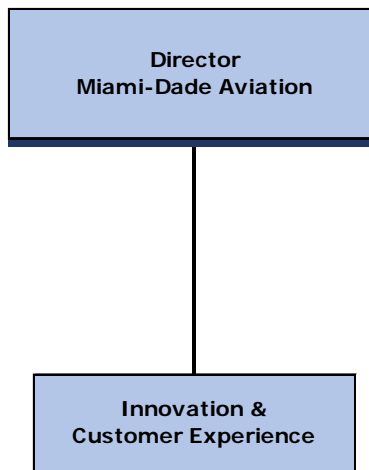 Director
Miami-Dade Aviation
Innovation &
Customer Experience